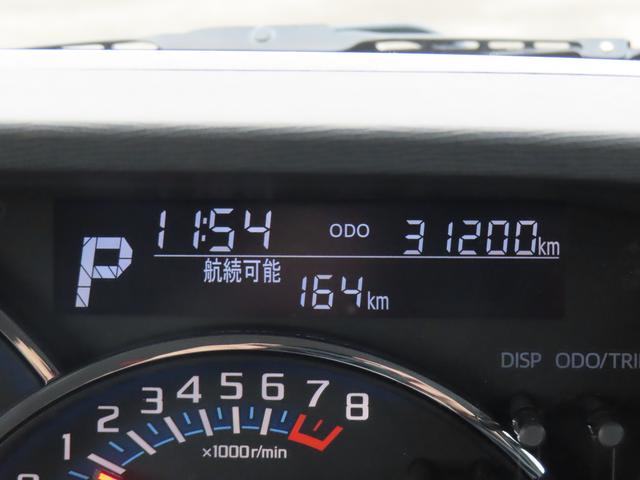 P 11:54 ODO 31200km
航続可能 164km
DISP ODO/TRI
1 2 3 4 5 6 7 8
×1000r/min